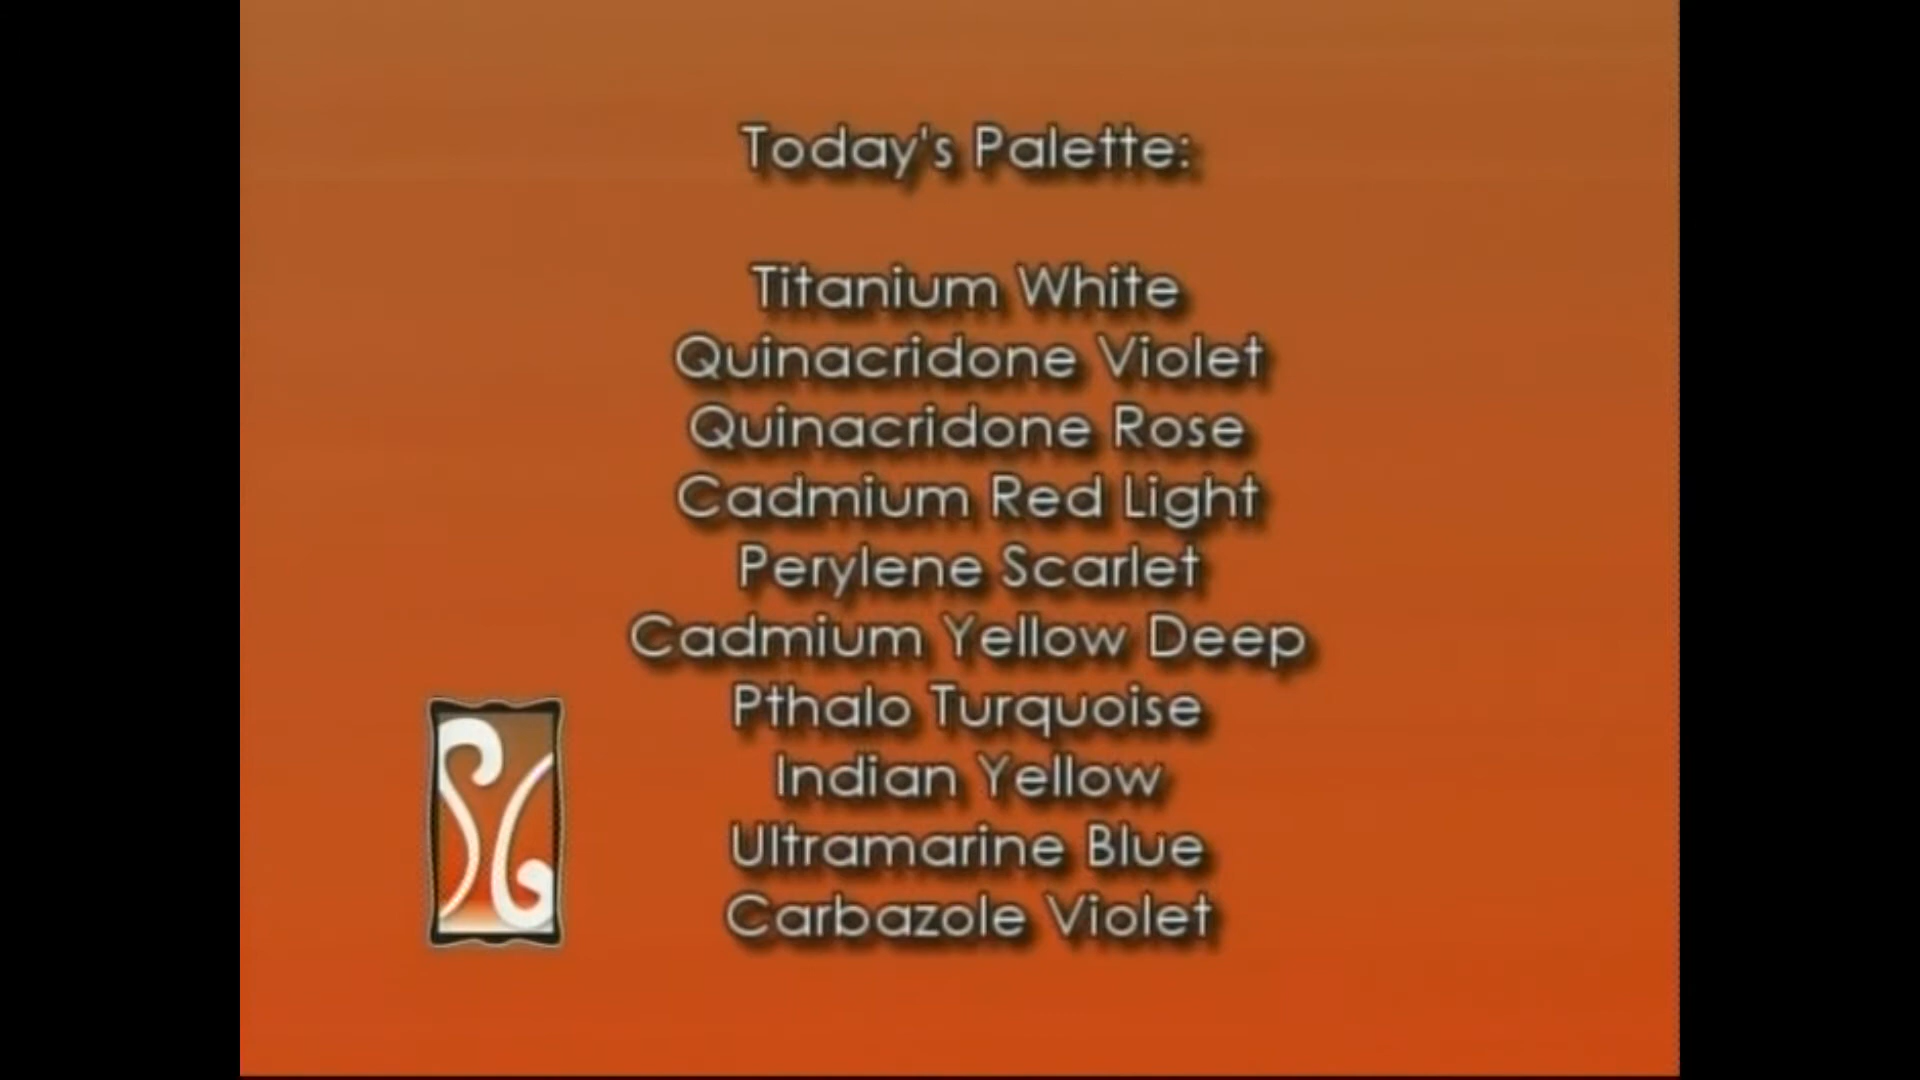 Today's Palette:
Titanium White
Quinacridone Violet
Quinacridone Rose
Cadmium Red Light
Perylene Scarlet
Cadmium Yellow Deep
Pthalo Turquoise
Indian Yellow
Ultramarine Blue
Carbazole Violet